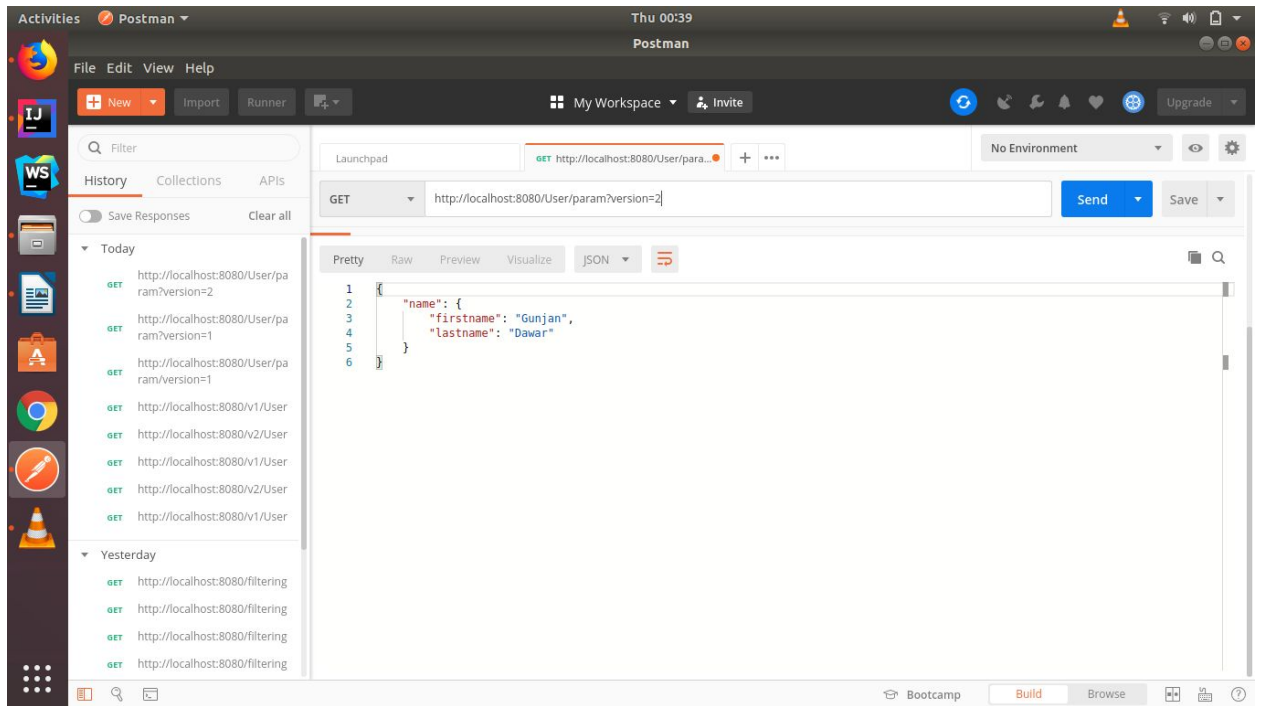 Activities Postman Thu 00:39
Postman
File Edit View Help
New Import Runner My Workspace Invite Upgrade
Filter
History Collections APIs
Save Responses Clear all
Today
GET http://localhost:8080/User/pa
ram?version=2
GET http://localhost:8080/User/pa
ram?version=1
GET http://localhost:8080/User/pa
ram/version=1
GET http://localhost:8080/v1/User
GET http://localhost:8080/v2/User
GET http://localhost:8080/v1/User
GET http://localhost:8080/v2/User
GET http://localhost:8080/v1/User
Yesterday
GET http://localhost:8080/filtering
GET http://localhost:8080/filtering
GET http://localhost:8080/filtering
GET http://localhost:8080/filtering
Launchpad GET http://localhost:8080/User/para... No Environment
GET http://localhost:8080/User/param?version=2 Send Save
Pretty Raw Preview Visualize JSON
1 {
2 "name": {
3 "firstname": "Gunjan",
4 "lastname": "Dawar"
5 }
6 }
Bootcamp Build Browse
IJ
WS